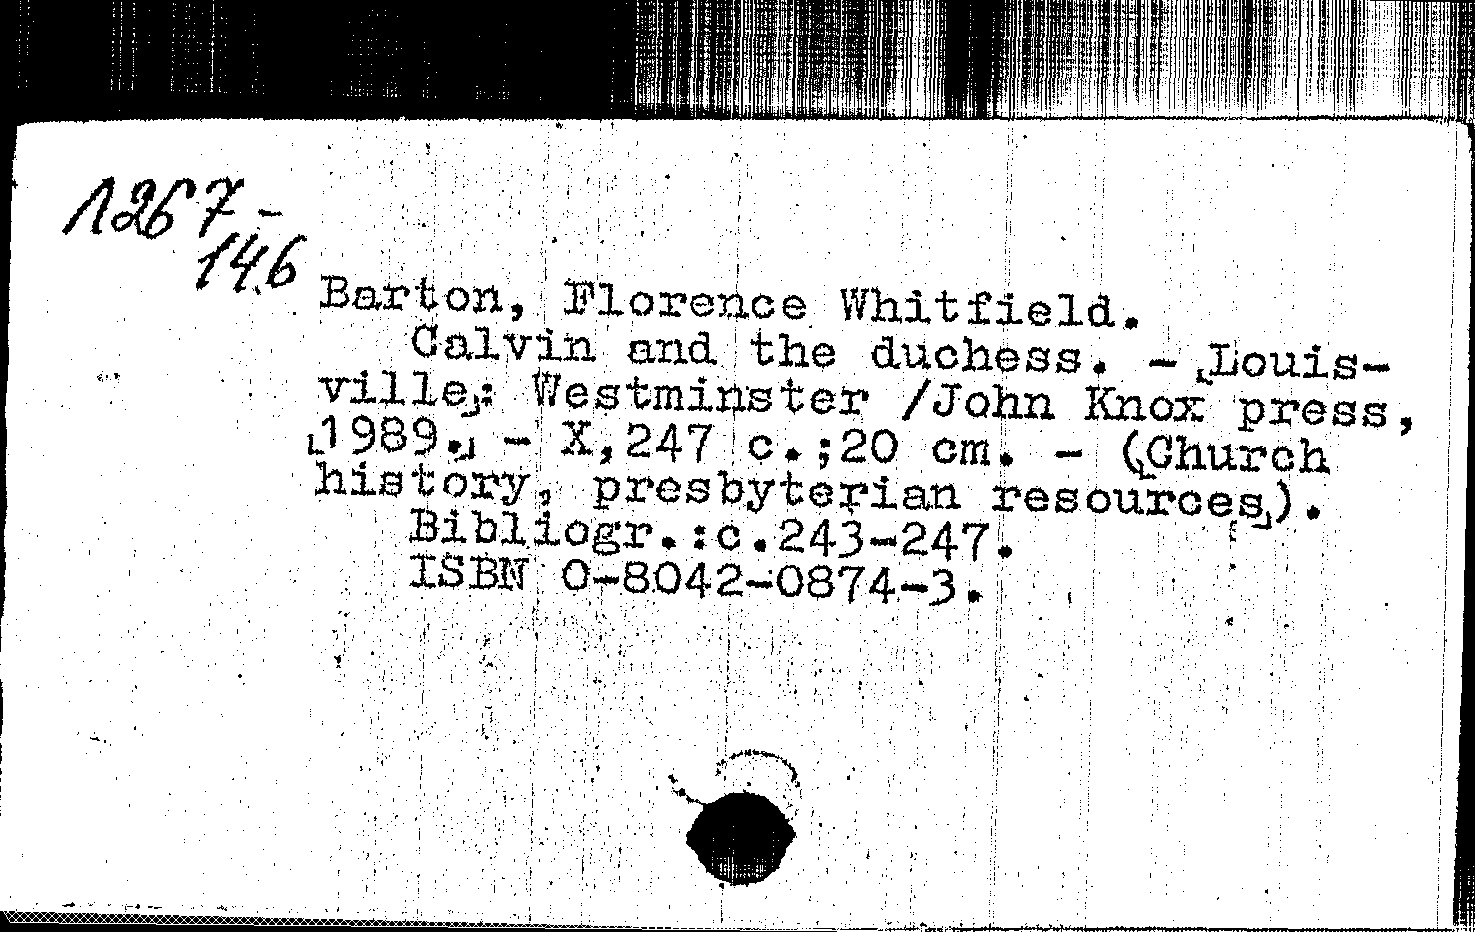 1267-
146
Barton, Florence Whitfield.
Calvin and the duchess. - [Louis-
ville]: Westminster /John Knox press,
[1989.] - X,247 c.;20 cm. - ([Church
history, presbyterian resources]).
Bibliogr.:c.243-247.
ISBN 0-8042-0874-3.